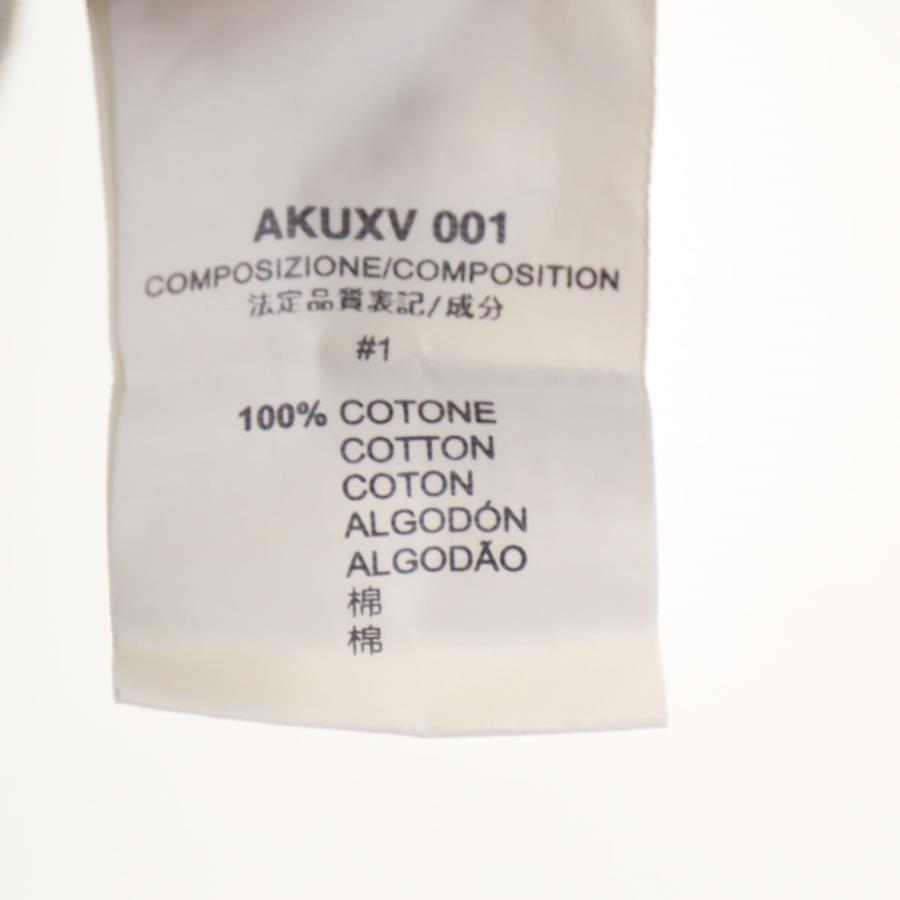 AKUXV 001
COMPOSIZIONE/COMPOSITION
法定品質表記/成分
#1
100% COTONE
COTTON
COTON
ALGODÓN
ALGODÃO
棉
棉